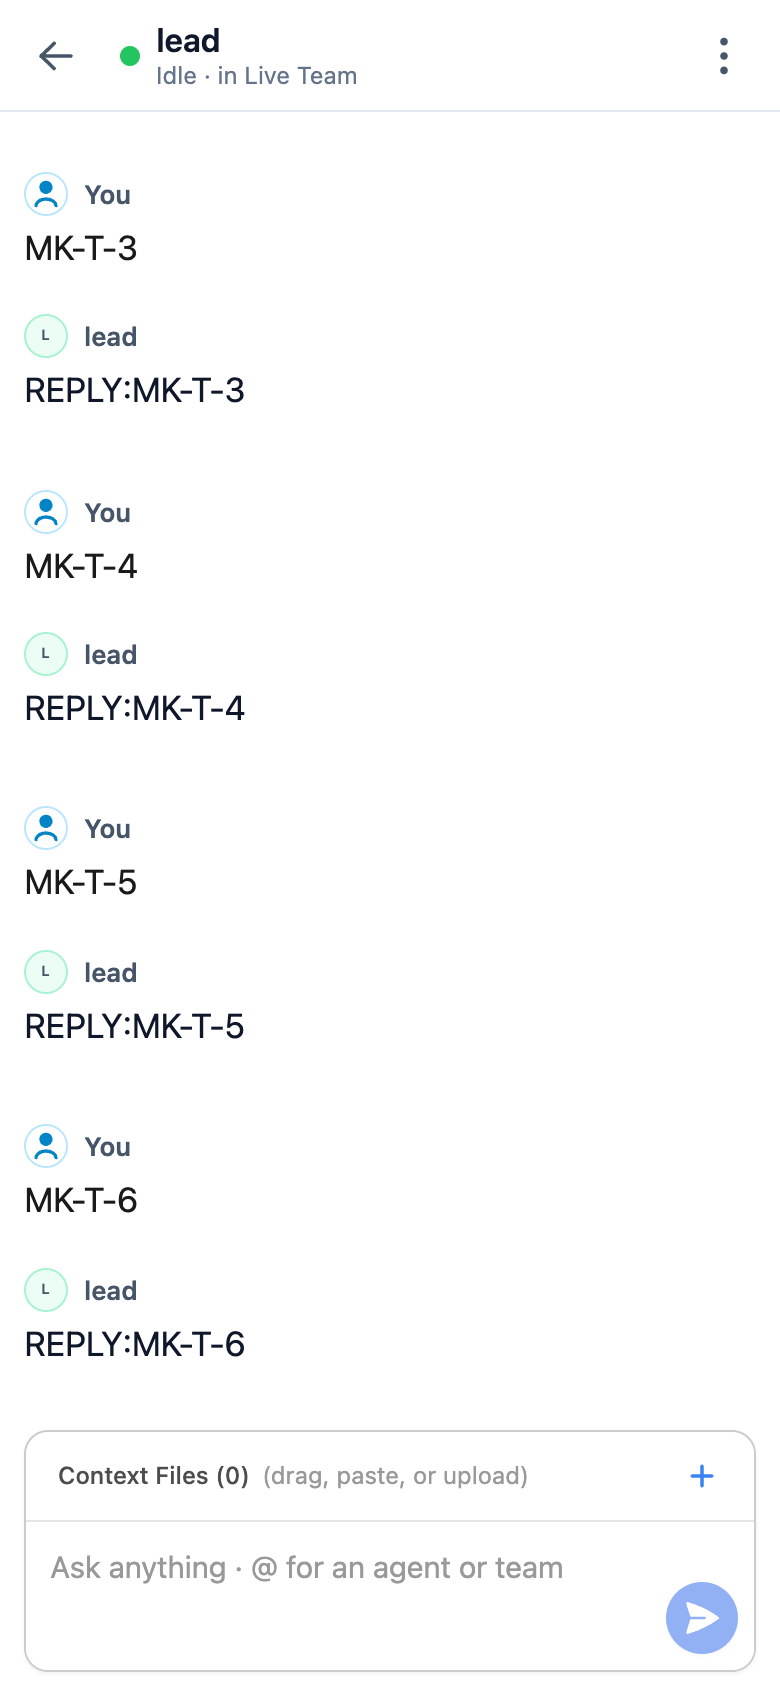 lead
Idle · in Live Team
You
MK-T-3
L
lead
REPLY:MK-T-3
You
MK-T-4
L
lead
REPLY:MK-T-4
You
MK-T-5
L
lead
REPLY:MK-T-5
You
MK-T-6
L
lead
REPLY:MK-T-6
Context Files (0) (drag, paste, or upload)
Ask anything · @ for an agent or team